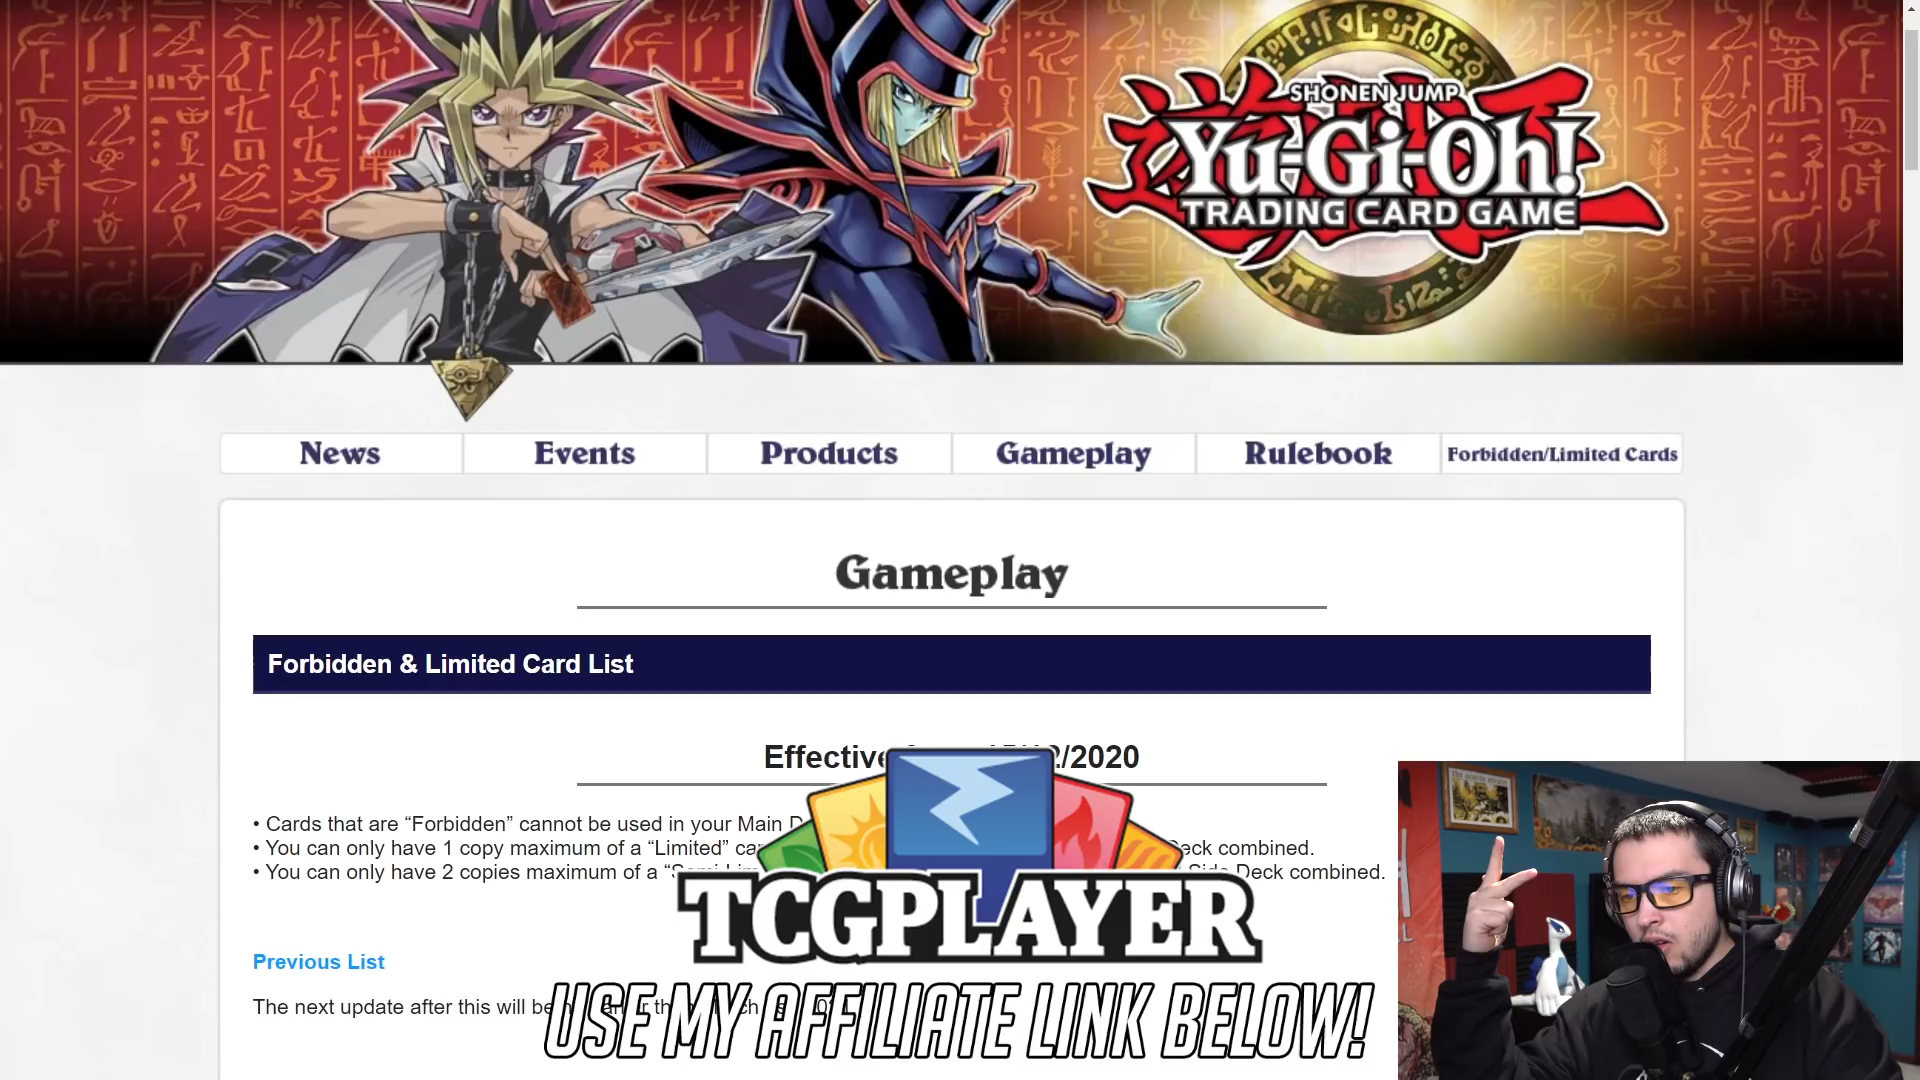 SHONEN JUMP
Yu-Gi-Oh!
TRADING CARD GAME
News Events Products Gameplay Rulebook Forbidden/Limited Cards
Gameplay
Forbidden & Limited Card List
Effective /2020
• Cards that are “Forbidden” cannot be used in your Main
• You can only have 1 copy maximum of a “Limited” Deck combined.
• You can only have 2 copies maximum of a Side Deck combined.
TCGPLAYER
Previous List
The next update after this will be
USE MY AFFILIATE LINK BELOW!